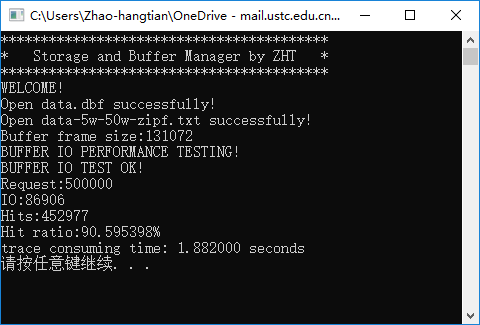 C:\Users\Zhao-hangtian\OneDrive - mail.ustc.edu.cn...
*****************************************
*   Storage and Buffer Manager by ZHT   *
*****************************************
WELCOME!
Open data.dbf successfully!
Open data-5w-50w-zipf.txt successfully!
Buffer frame size:131072
BUFFER IO PERFORMANCE TESTING!
BUFFER IO TEST OK!
Request:500000
IO:86906
Hits:452977
Hit ratio:90.595398%
trace consuming time: 1.882000 seconds
请按任意键继续. . .